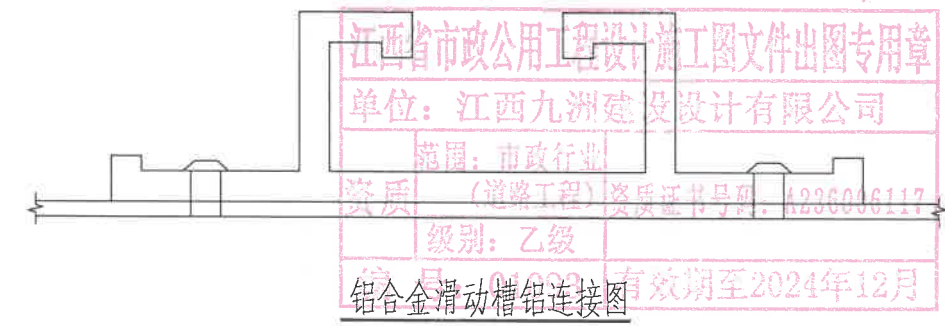 江西省市政公用工程设计施工图文件出图专用章
单位：江西九洲建设设计有限公司
资质
范围：市政行业
（道路工程）
资质证书号码：A236006117
级别：乙级
编号：
有效期至2024年12月
铝合金滑动槽铝连接图